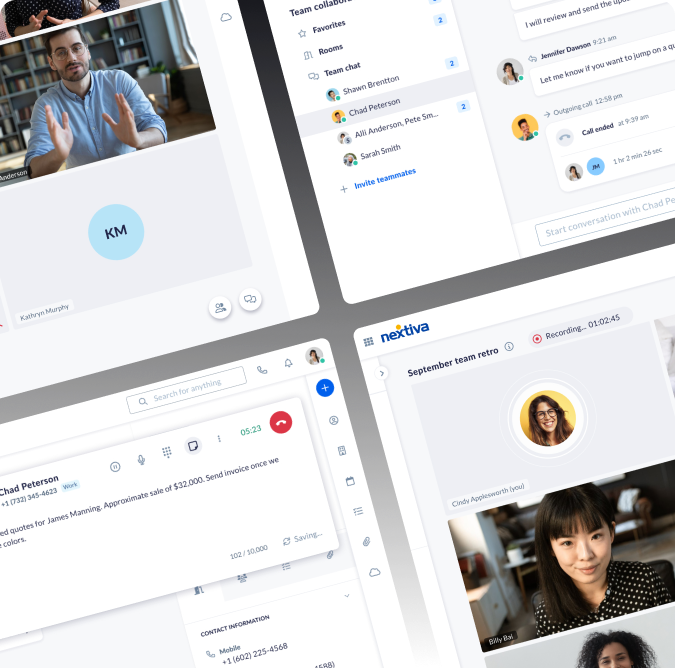 Anderson
KM
Kathryn Murphy
Team
Favorites
2
Rooms
2
Team chat
Shawn Brentton
2
Chad Peterson
Alli Anderson, Pete Sm...
2
Sarah Smith
Invite teammates
I will review and send the
Jennifer Dawson 9:21 am
Let me know if you want to jump on a
Outgoing call 12:58 pm
Call ended at 9:39 am
JM
1 hr 2 min 26 sec
Start conversation with Chad
Search for anything
05:23
Chad Peterson
+1 (732) 345-4623 Work
quotes for James Manning. Approximate sale of $32,000. Send invoice once we
colors.
102 / 10,000
Saving...
CONTACT INFORMATION
Mobile
+1 (602) 225-4568
4588)
nextiva
September team retro
Recording... 01:02:45
Cindy Applesworth (you)
Billy Bai